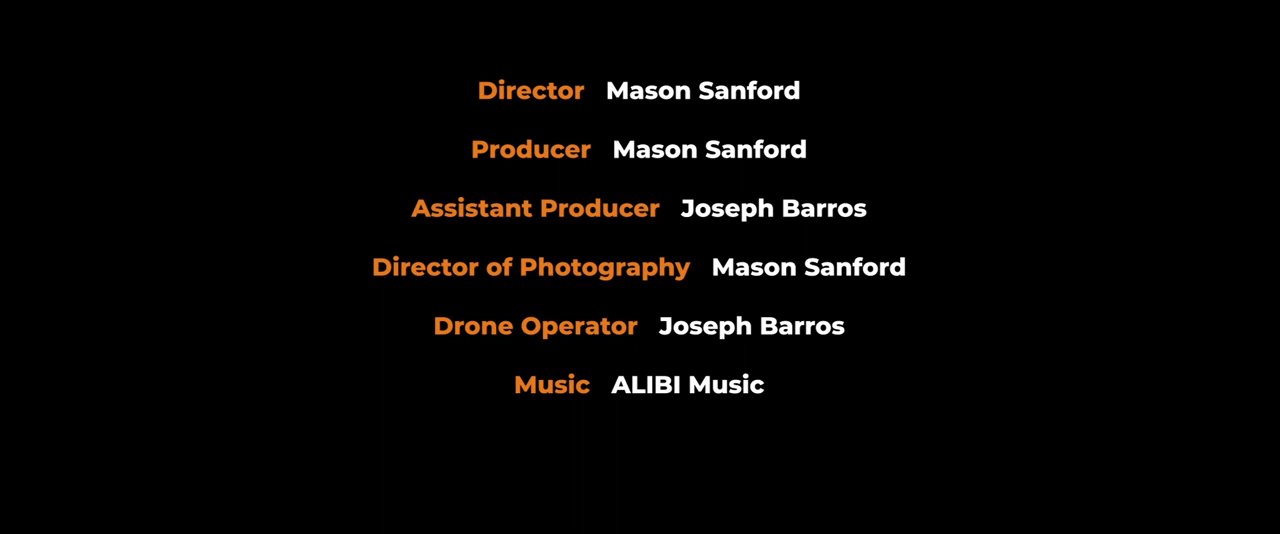 Director Mason Sanford
Producer Mason Sanford
Assistant Producer Joseph Barros
Director of Photography Mason Sanford
Drone Operator Joseph Barros
Music ALIBI Music